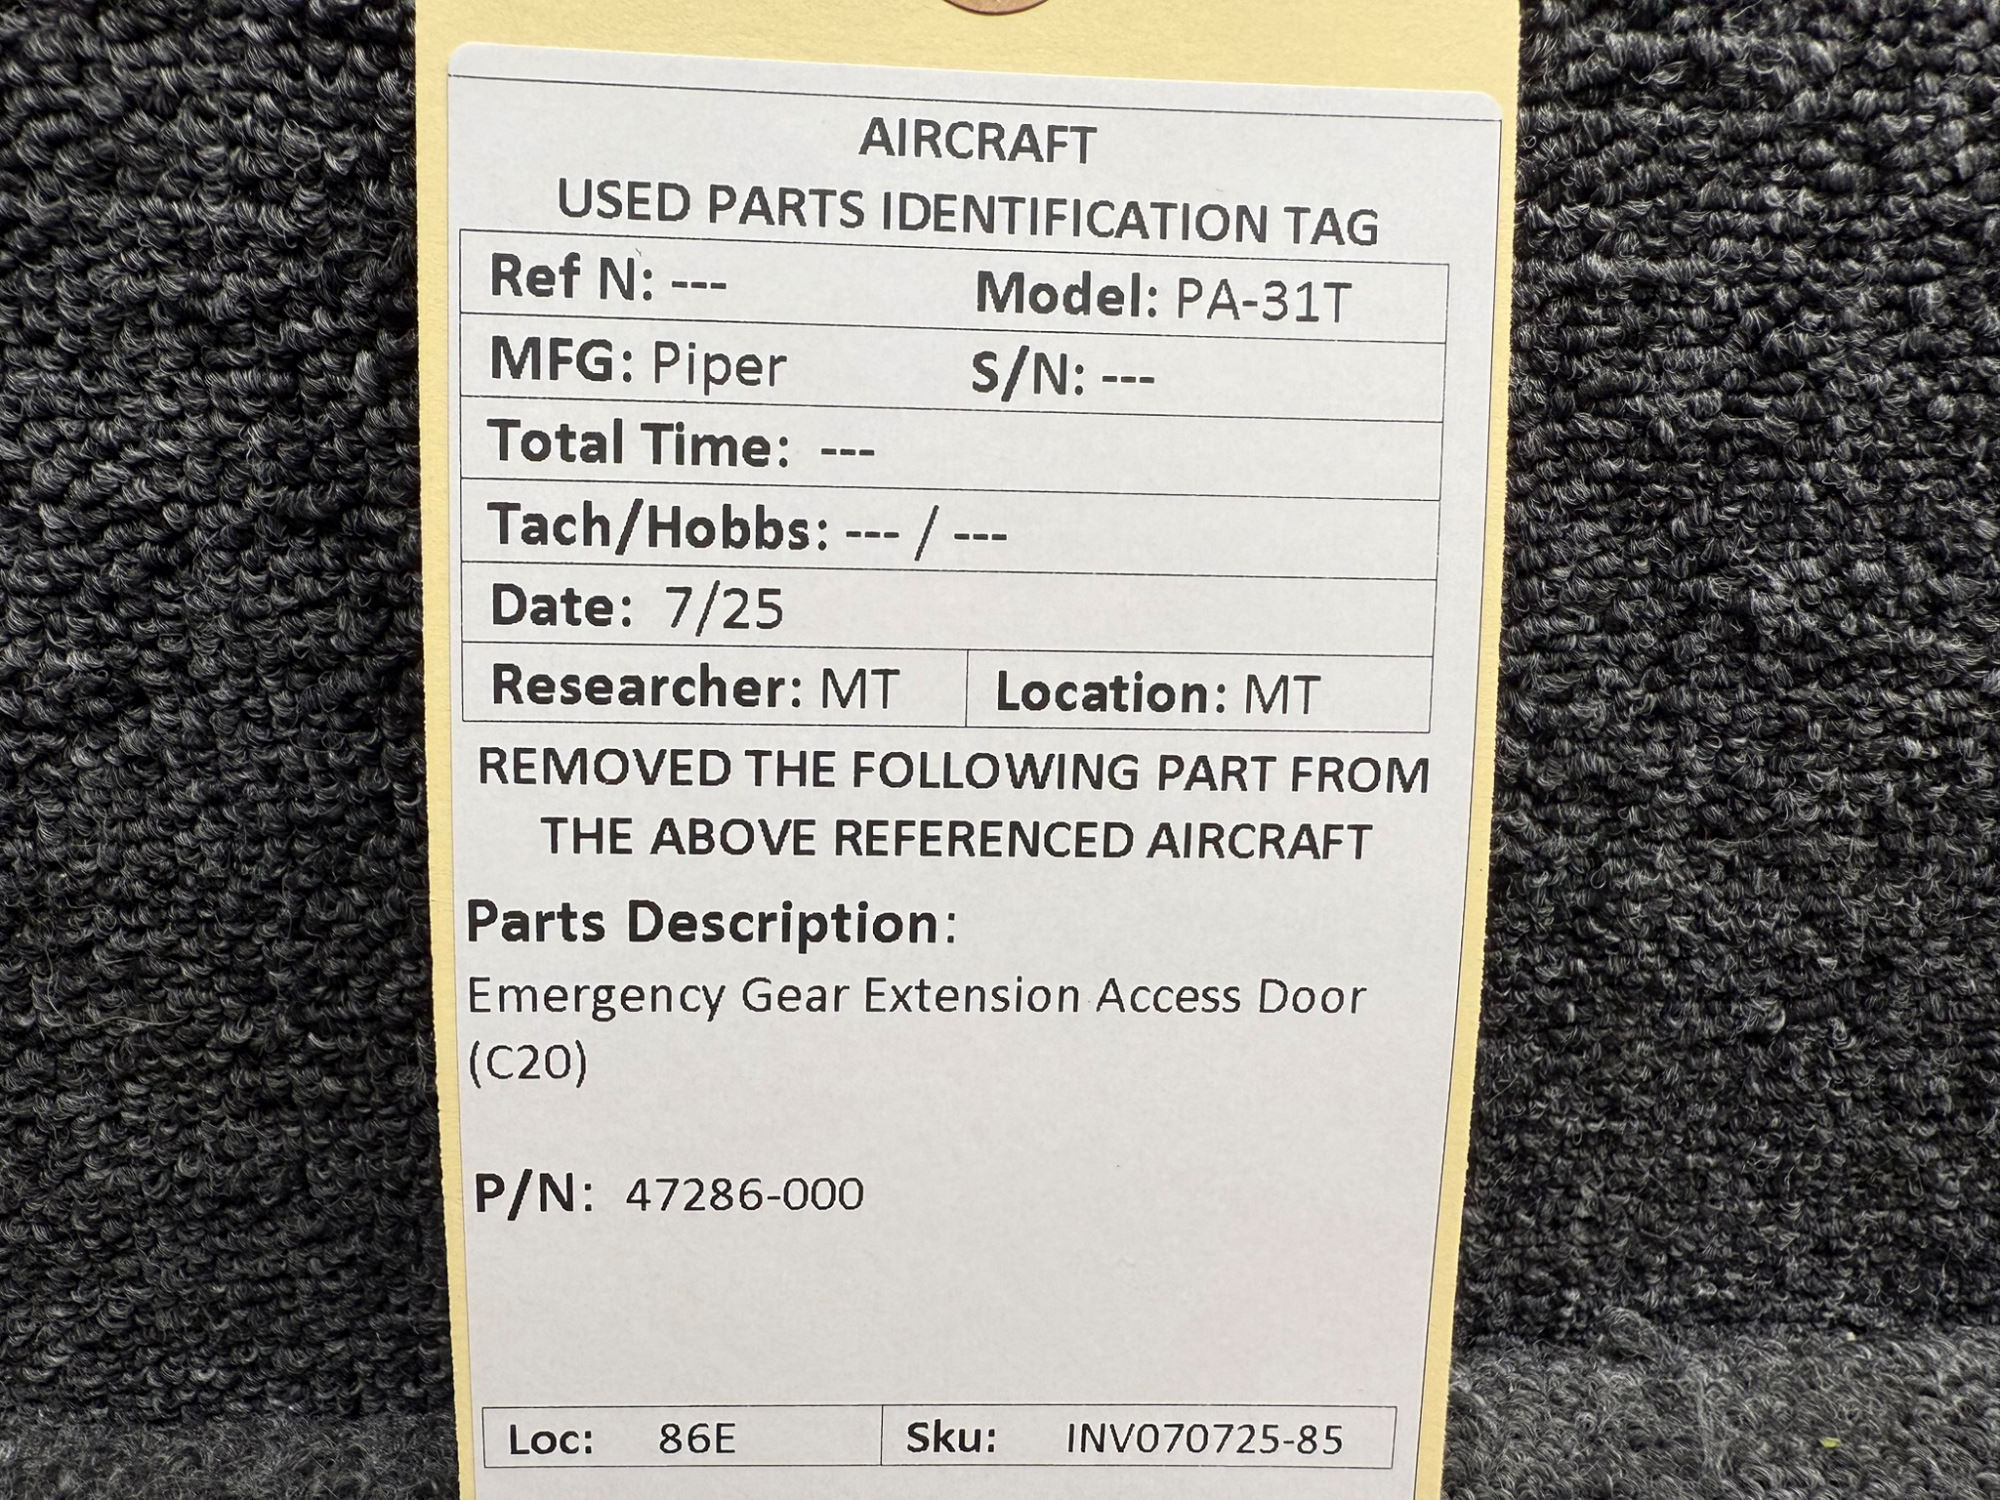 AIRCRAFT
USED PARTS IDENTIFICATION TAG
Ref N: --- Model: PA-31T
MFG: Piper S/N: ---
Total Time: ---
Tach/Hobbs: --- / ---
Date: 7/25
Researcher: MT Location: MT
REMOVED THE FOLLOWING PART FROM
THE ABOVE REFERENCED AIRCRAFT
Parts Description:
Emergency Gear Extension Access Door
(C20)
P/N: 47286-000
Loc: 86E Sku: INV070725-85